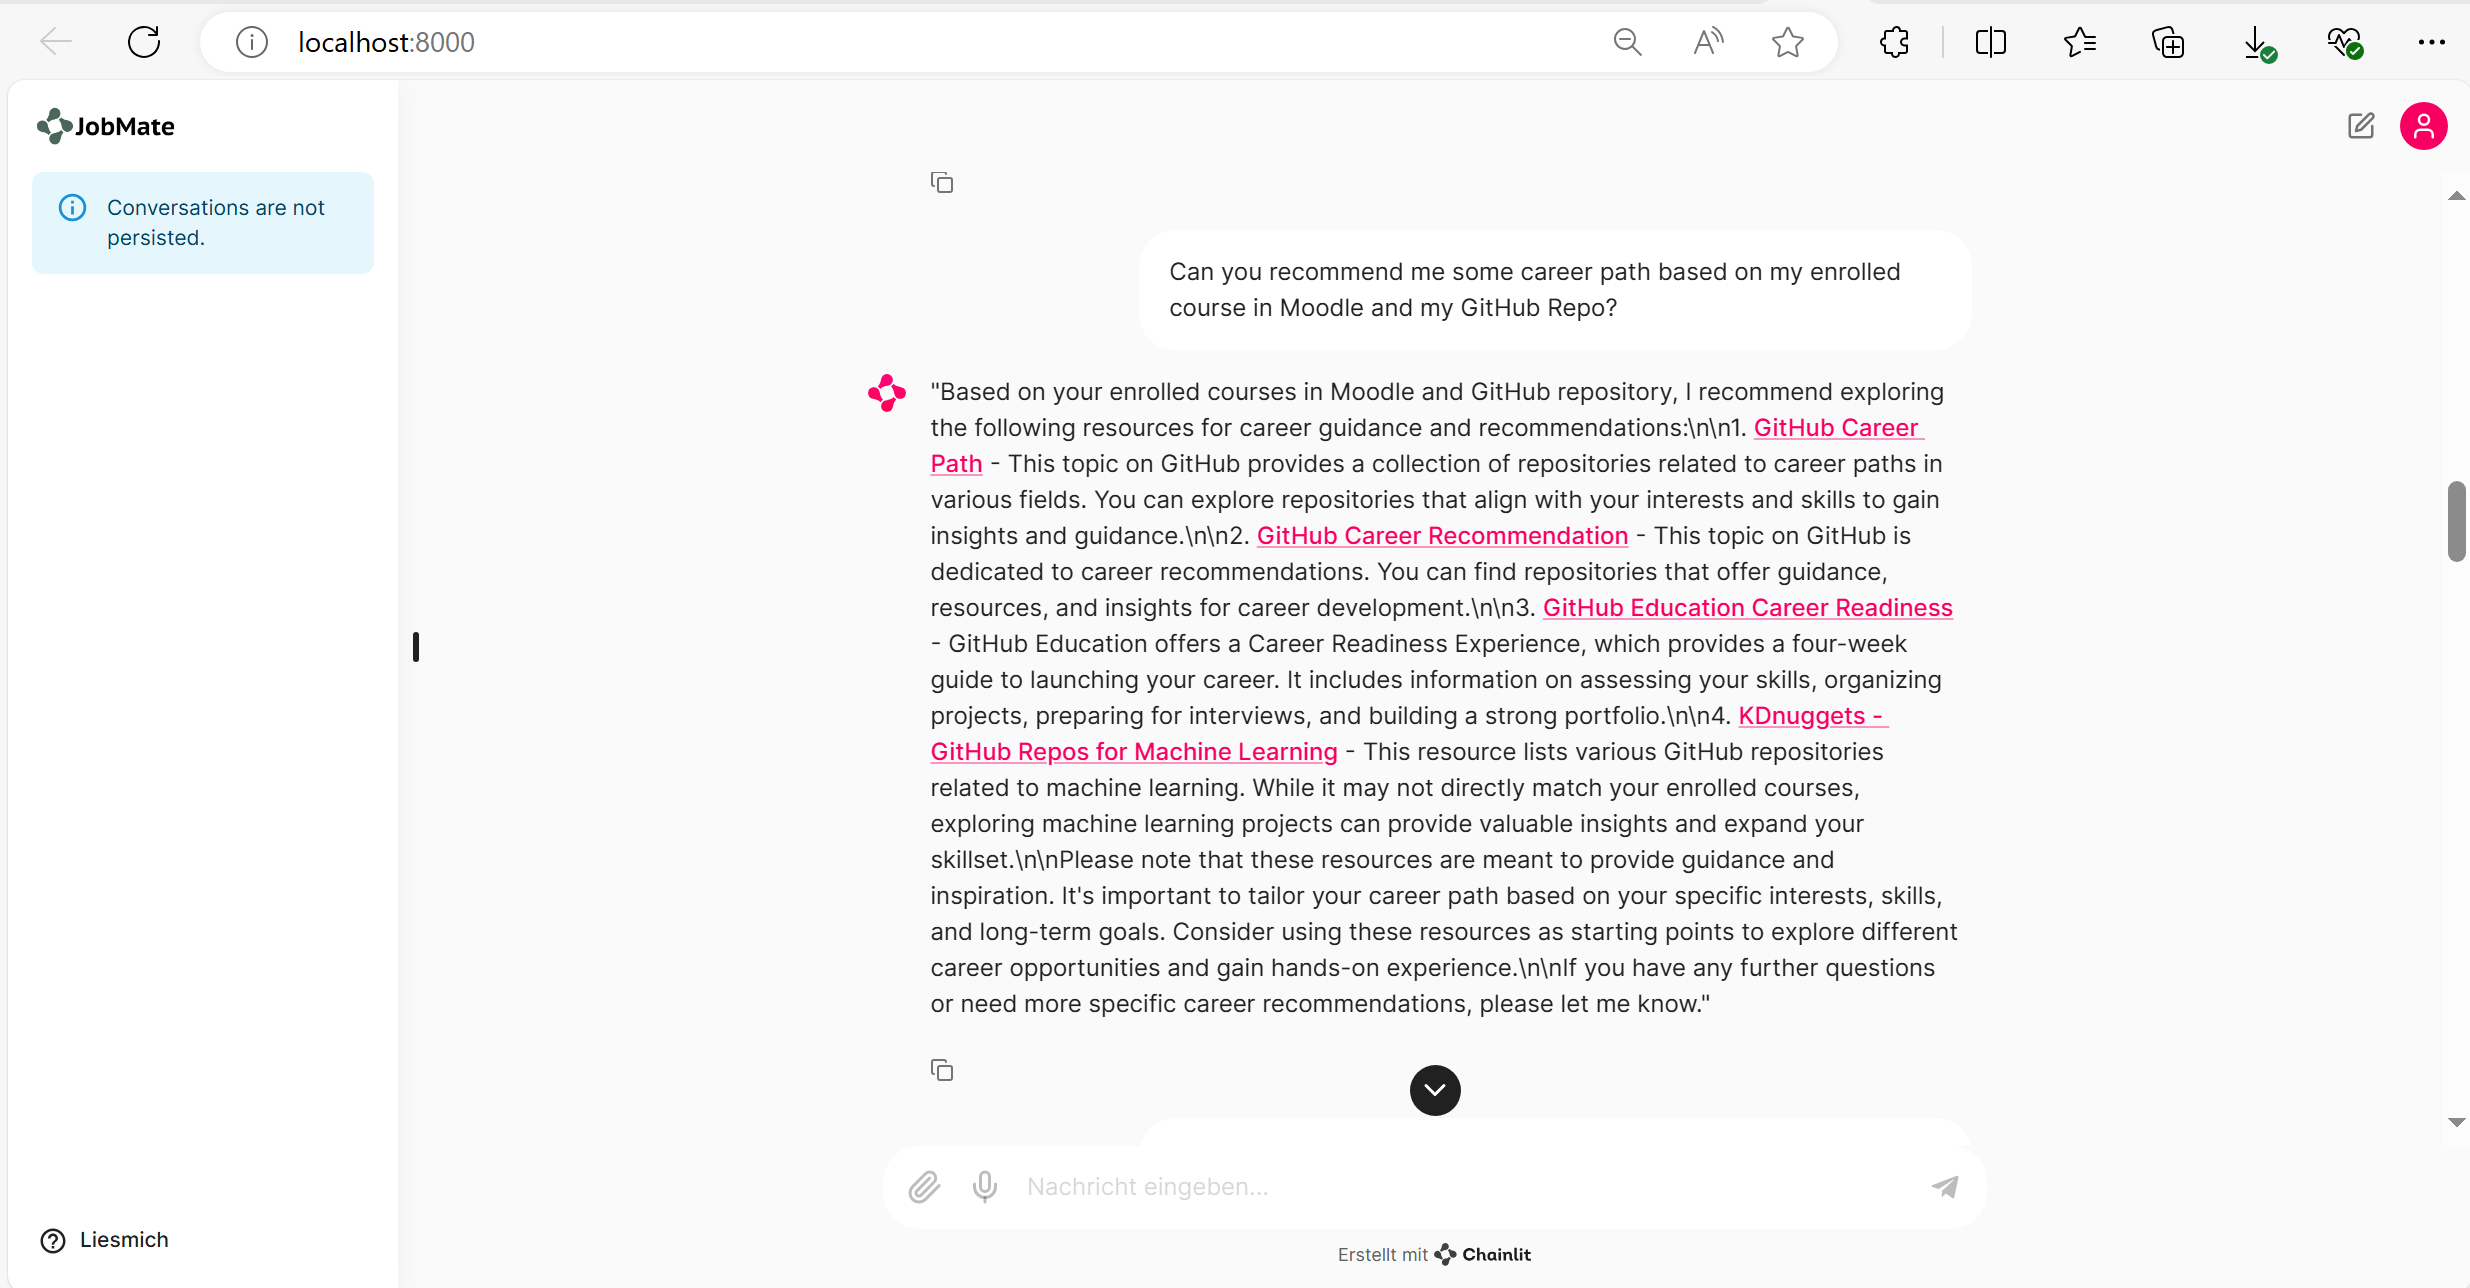 localhost:8000
JobMate
Conversations are not
persisted.
Can you recommend me some career path based on my enrolled
course in Moodle and my GitHub Repo?
"Based on your enrolled courses in Moodle and GitHub repository, I recommend exploring
the following resources for career guidance and recommendations:\n\n1. GitHub Career
Path - This topic on GitHub provides a collection of repositories related to career paths in
various fields. You can explore repositories that align with your interests and skills to gain
insights and guidance.\n\n2. GitHub Career Recommendation - This topic on GitHub is
dedicated to career recommendations. You can find repositories that offer guidance,
resources, and insights for career development.\n\n3. GitHub Education Career Readiness
- GitHub Education offers a Career Readiness Experience, which provides a four-week
guide to launching your career. It includes information on assessing your skills, organizing
projects, preparing for interviews, and building a strong portfolio.\n\n4. KDnuggets -
GitHub Repos for Machine Learning - This resource lists various GitHub repositories
related to machine learning. While it may not directly match your enrolled courses,
exploring machine learning projects can provide valuable insights and expand your
skillset.\n\nPlease note that these resources are meant to provide guidance and
inspiration. It's important to tailor your career path based on your specific interests, skills,
and long-term goals. Consider using these resources as starting points to explore different
career opportunities and gain hands-on experience.\n\nIf you have any further questions
or need more specific career recommendations, please let me know."
Nachricht eingeben...
Liesmich
Erstellt mit Chainlit